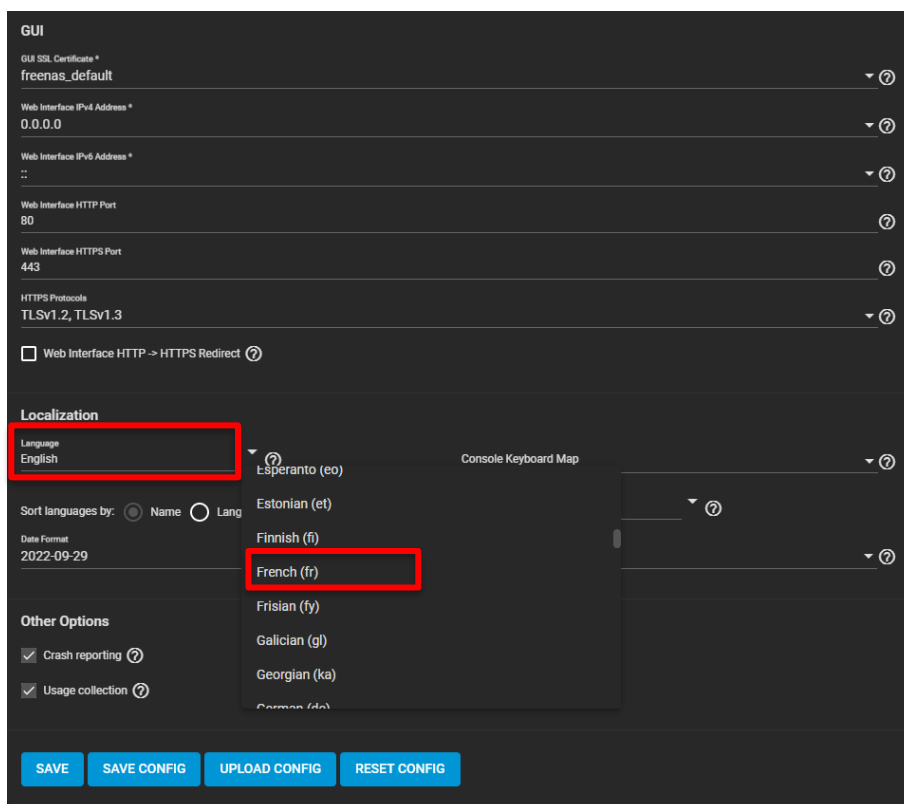 GUI
GUI SSL Certificate *
freenas_default
Web Interface IPv4 Address *
0.0.0.0
Web Interface IPv6 Address *
::
Web Interface HTTP Port
80
Web Interface HTTPS Port
443
HTTPS Protocols
TLSv1.2, TLSv1.3
Web Interface HTTP -> HTTPS Redirect
Localization
Language
English
Console Keyboard Map
Esperanto (eo)
Estonian (et)
Sort languages by: Name Lang
Finnish (fi)
Date Format
2022-09-29
French (fr)
Frisian (fy)
Galician (gl)
Georgian (ka)
German (de)
Other Options
Crash reporting
Usage collection
SAVE SAVE CONFIG UPLOAD CONFIG RESET CONFIG